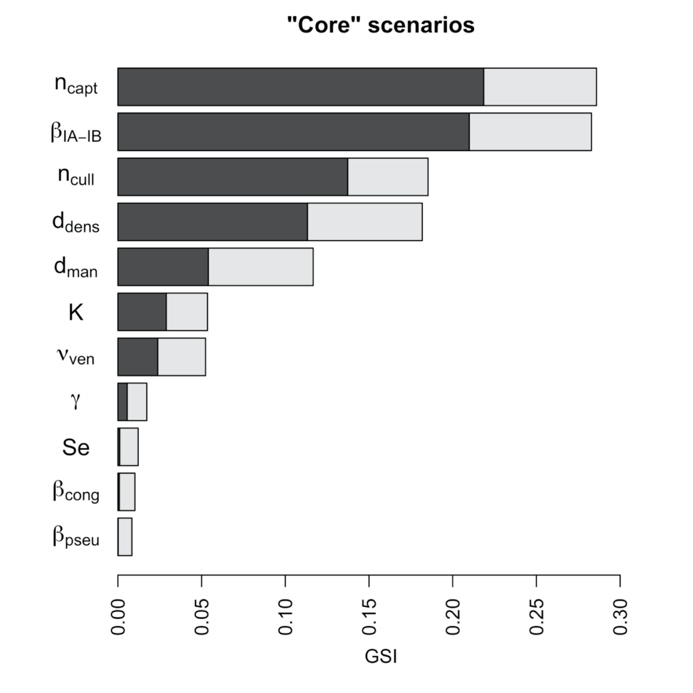 "Core" scenarios
n_capt
β_IA−IB
n_cull
d_dens
d_man
K
ν_ven
γ
Se
β_cong
β_pseu
0.00 0.05 0.10 0.15 0.20 0.25 0.30
GSI